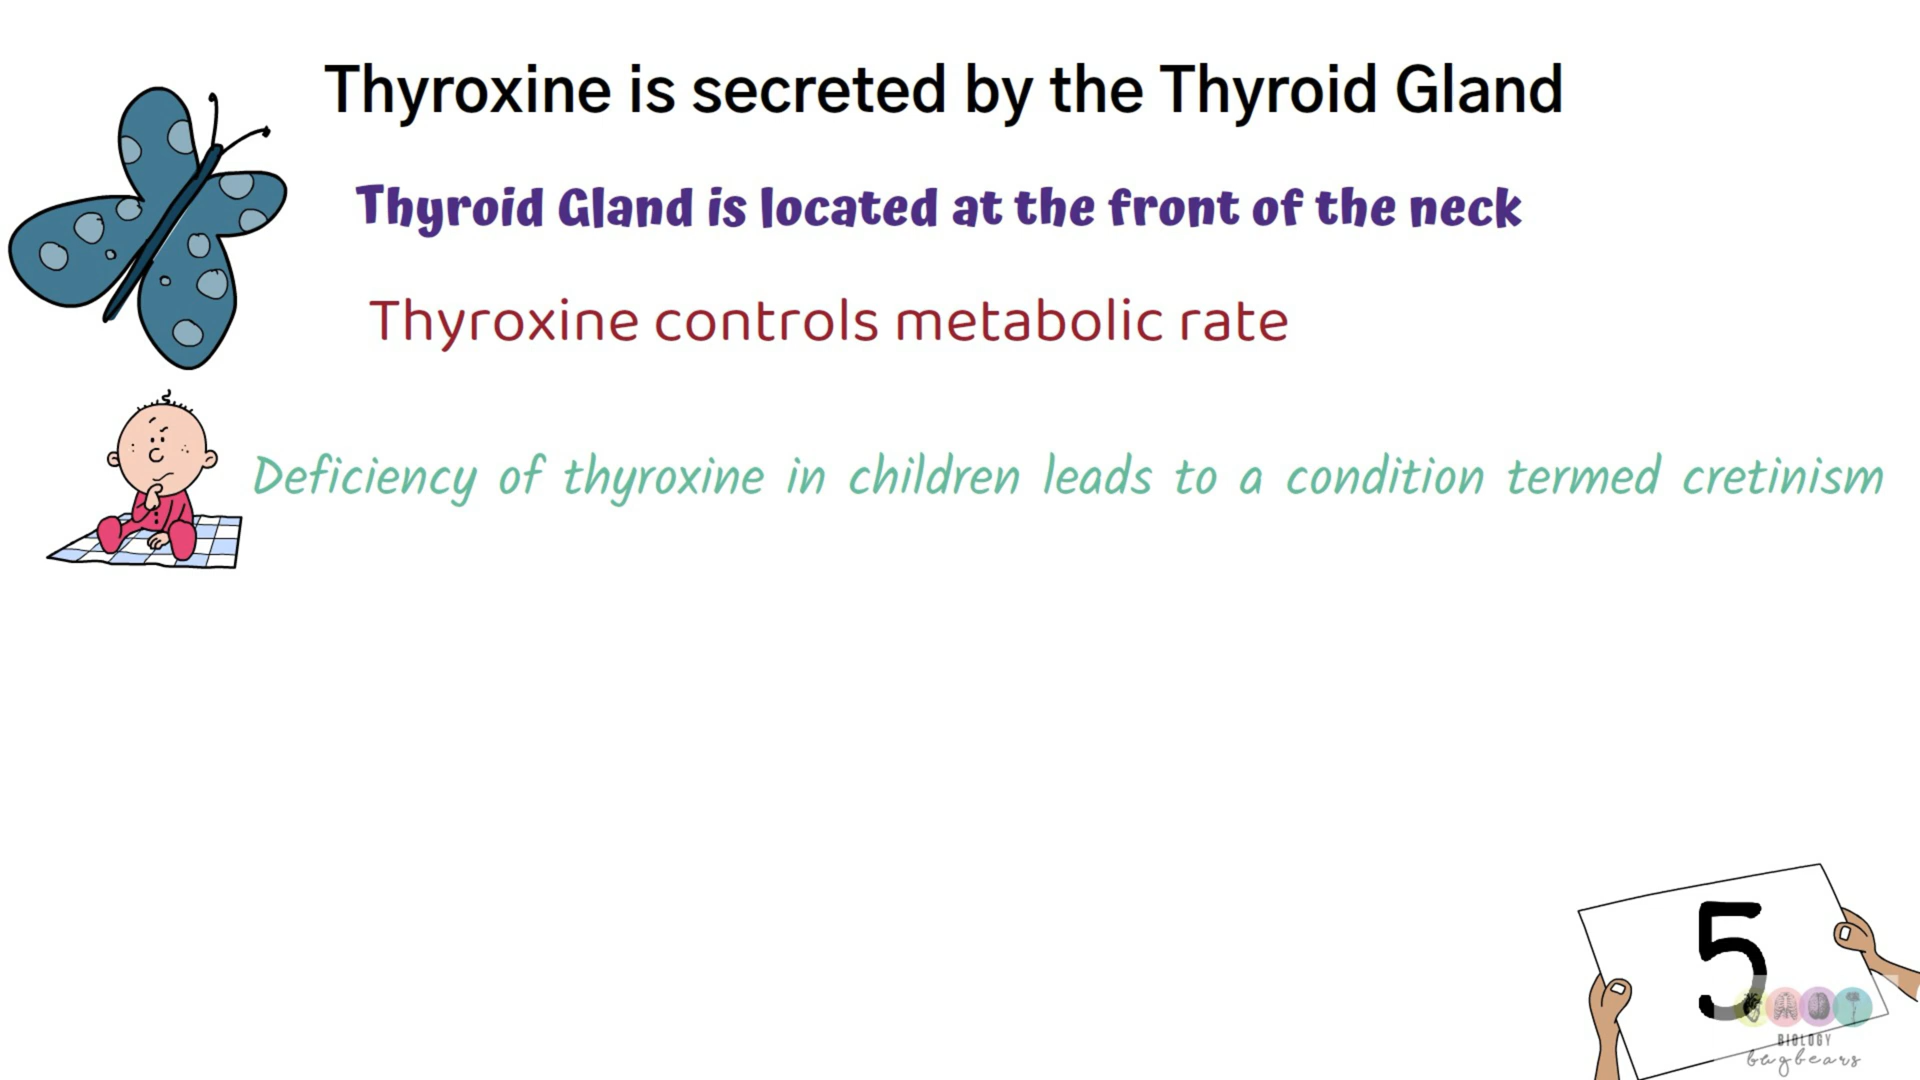 Thyroxine is secreted by the Thyroid Gland
Thyroid Gland is located at the front of the neck
Thyroxine controls metabolic rate
Deficiency of thyroxine in children leads to a condition termed cretinism
5
BIOLOGY
bugbears